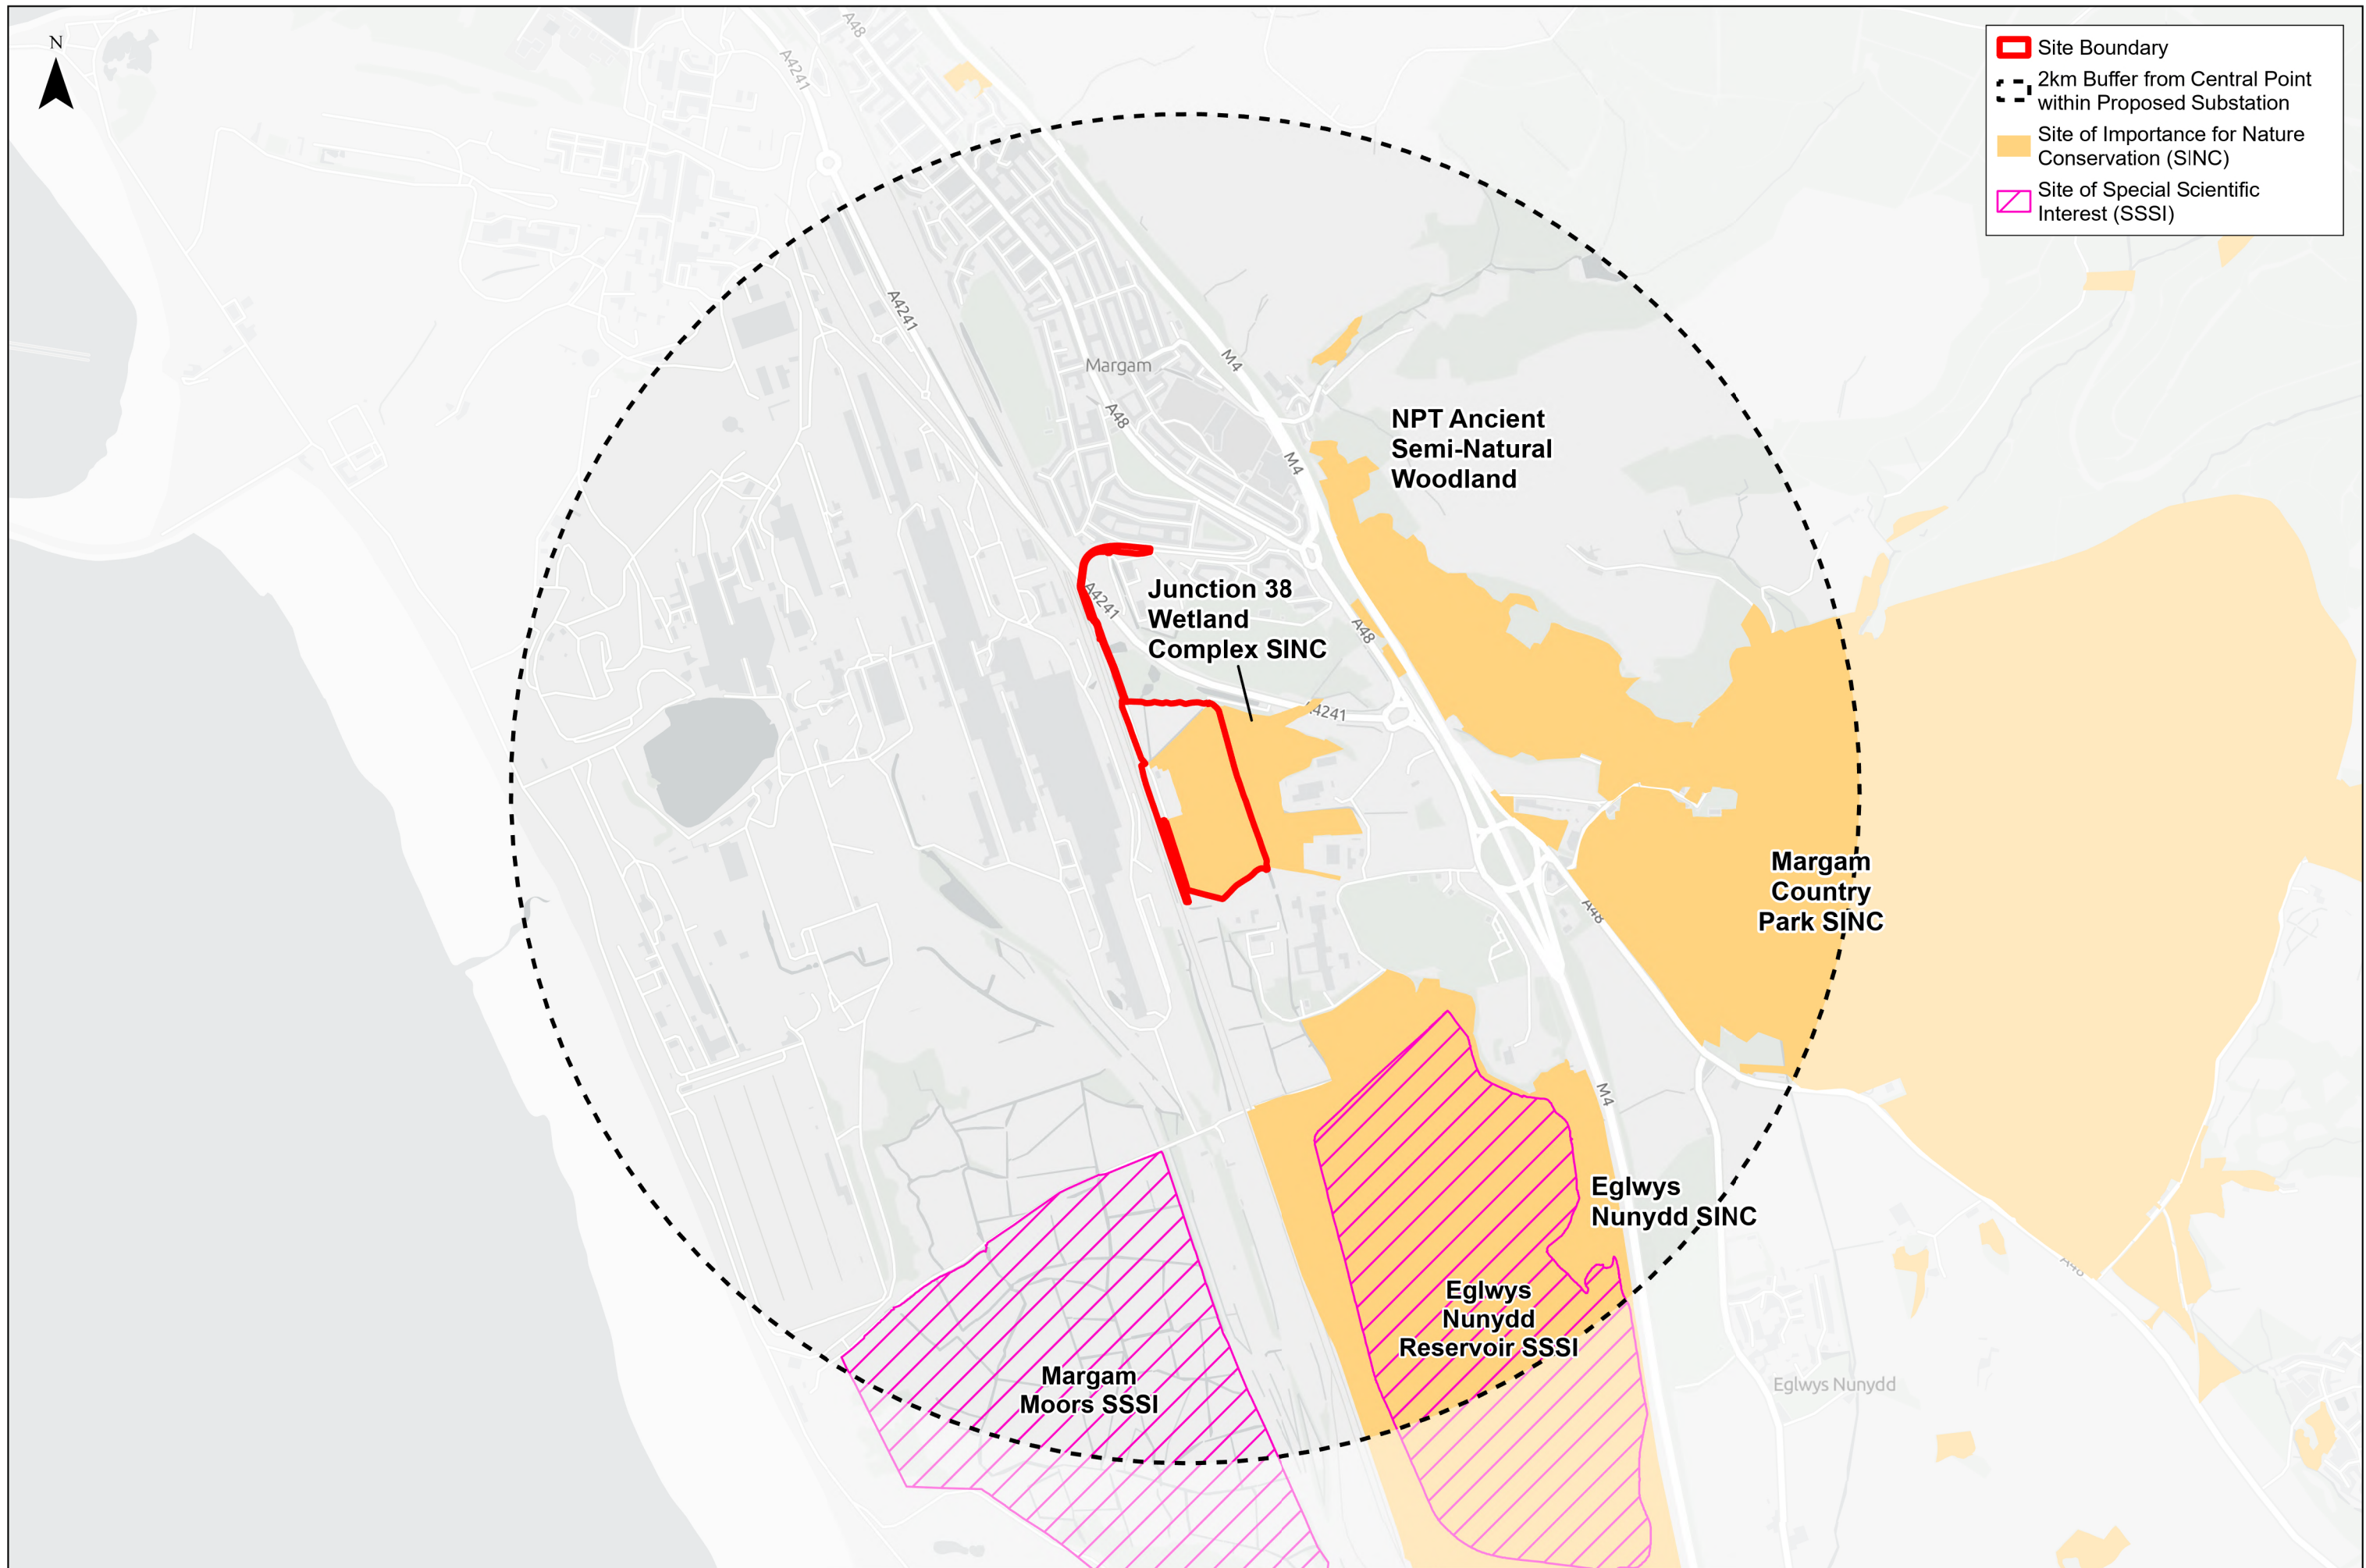 N
Site Boundary
2km Buffer from Central Point
within Proposed Substation
Site of Importance for Nature
Conservation (SINC)
Site of Special Scientific
Interest (SSSI)
A48
A4241
A4241
Margam
M4
A48
M4
NPT Ancient
Semi-Natural
Woodland
A4241
Junction 38
Wetland
Complex SINC
A48
A4241
Margam
Country
Park SINC
A48
M4
Eglwys
Nunydd SINC
A48
Eglwys
Nunydd
Reservoir SSSI
Margam
Moors SSSI
Eglwys Nunydd